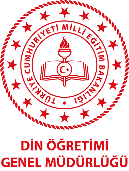 TÜRKİYE CUMHURİYETİ MİLLÎ EĞİTİM BAKANLIĞI
DİN ÖĞRETİMİ
GENEL MÜDÜRLÜĞÜ